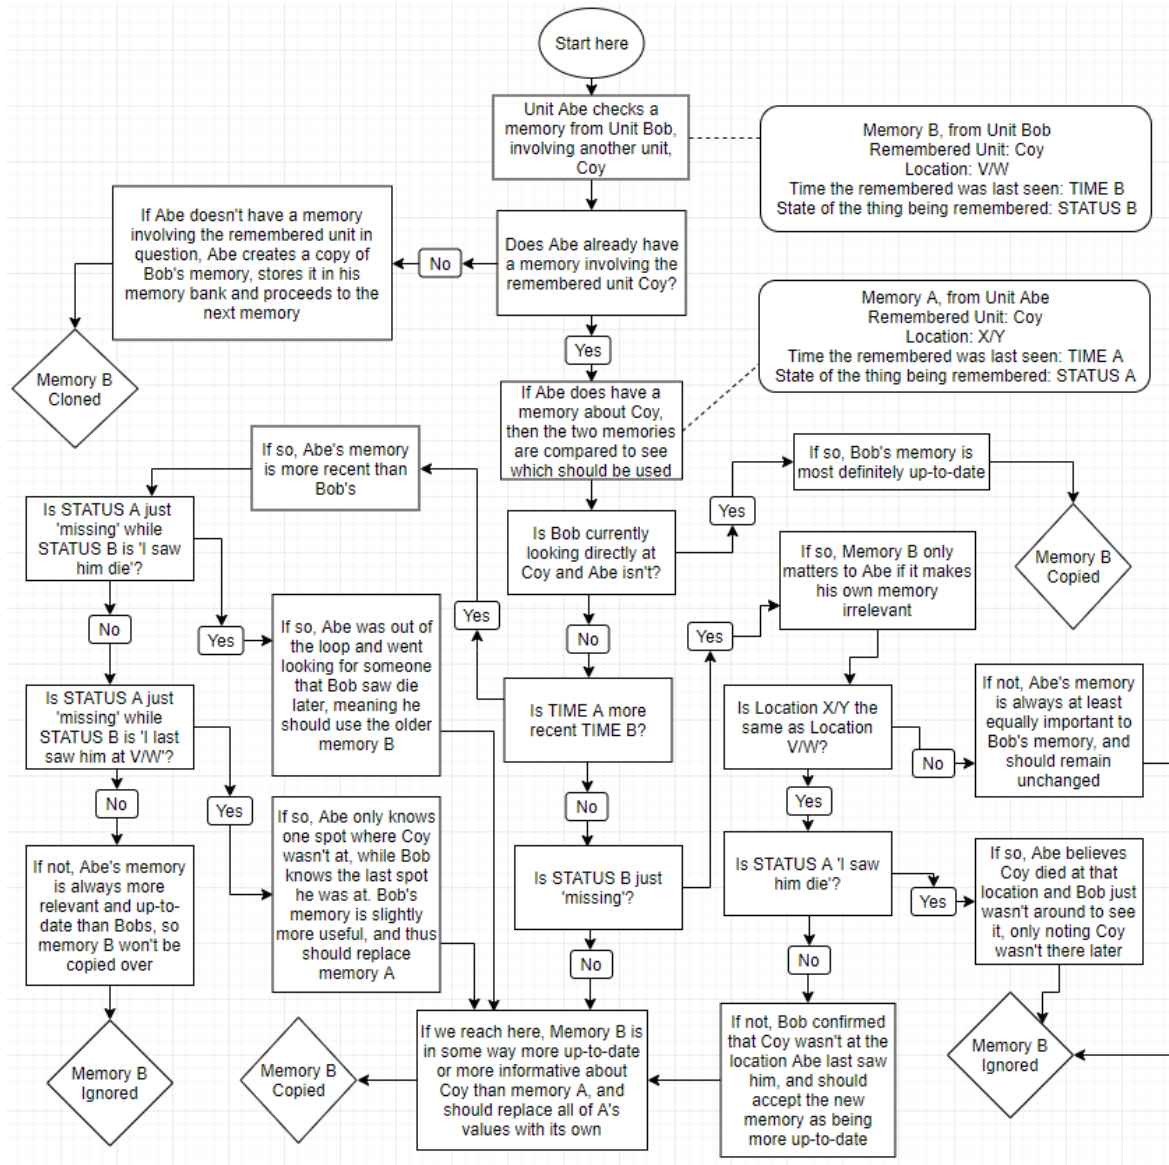 Start here
Unit Abe checks a
memory from Unit Bob,
involving another unit,
Coy
Memory B, from Unit Bob
Remembered Unit: Coy
Location: V/W
Time the remembered was last seen: TIME B
State of the thing being remembered: STATUS B
If Abe doesn't have a memory
involving the remembered unit in
question, Abe creates a copy of
Bob's memory, stores it in his
memory bank and proceeds to the
next memory
No
Does Abe already have
a memory involving the
remembered unit Coy?
Memory A, from Unit Abe
Remembered Unit: Coy
Location: X/Y
Time the remembered was last seen: TIME A
State of the thing being remembered: STATUS A
Yes
Memory B
Cloned
If Abe does have a
memory about Coy,
then the two memories
are compared to see
which should be used
If so, Abe's memory
is more recent than
Bob's
If so, Bob's memory is
most definitely up-to-date
Yes
Is STATUS A just
'missing' while
STATUS B is 'I saw
him die'?
Is Bob currently
looking directly at
Coy and Abe isn't?
If so, Memory B only
matters to Abe if it makes
his own memory
irrelevant
Memory B
Copied
No
Yes
If so, Abe was out of
the loop and went
looking for someone
that Bob saw die
later, meaning he
should use the older
memory B
Yes
No
Yes
Is STATUS A just
'missing' while
STATUS B is 'I last
saw him at V/W'?
Is TIME A more
recent TIME B?
Is Location X/Y the
same as Location
V/W?
If not, Abe's memory
is always at least
equally important to
Bob's memory, and
should remain
unchanged
No
No
Yes
No
Yes
If so, Abe only knows
one spot where Coy
wasn't at, while Bob
knows the last spot
he was at. Bob's
memory is slightly
more useful, and thus
should replace
memory A
If not, Abe's memory
is always more
relevant and up-to-
date than Bobs, so
memory B won't be
copied over
Is STATUS B just
'missing'?
Is STATUS A 'I saw
him die'?
Yes
If so, Abe believes
Coy died at that
location and Bob just
wasn't around to see
it, only noting Coy
wasn't there later
No
No
Memory B
Ignored
Memory B
Copied
If we reach here, Memory B is
in some way more up-to-date
or more informative about
Coy than memory A, and
should replace all of A's
values with its own
If not, Bob confirmed
that Coy wasn't at the
location Abe last saw
him, and should
accept the new
memory as being
more up-to-date
Memory B
Ignored